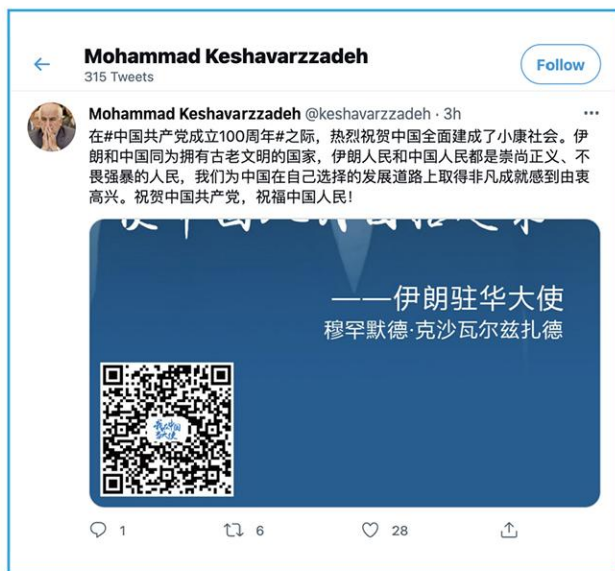 Mohammad Keshavarzzadeh
315 Tweets
Follow
Mohammad Keshavarzzadeh @keshavarzzadeh · 3h
在#中国共产党成立100周年#之际，热烈祝贺中国全面建成了小康社会。伊
朗和中国同为拥有古老文明的国家，伊朗人民和中国人民都是崇尚正义、不
畏强暴的人民，我们为中国在自己选择的发展道路上取得非凡成就感到由衷
高兴。祝贺中国共产党，祝福中国人民！
——伊朗驻华大使
穆罕默德·克沙瓦尔兹扎德
我在中国
当大使
1
6
28